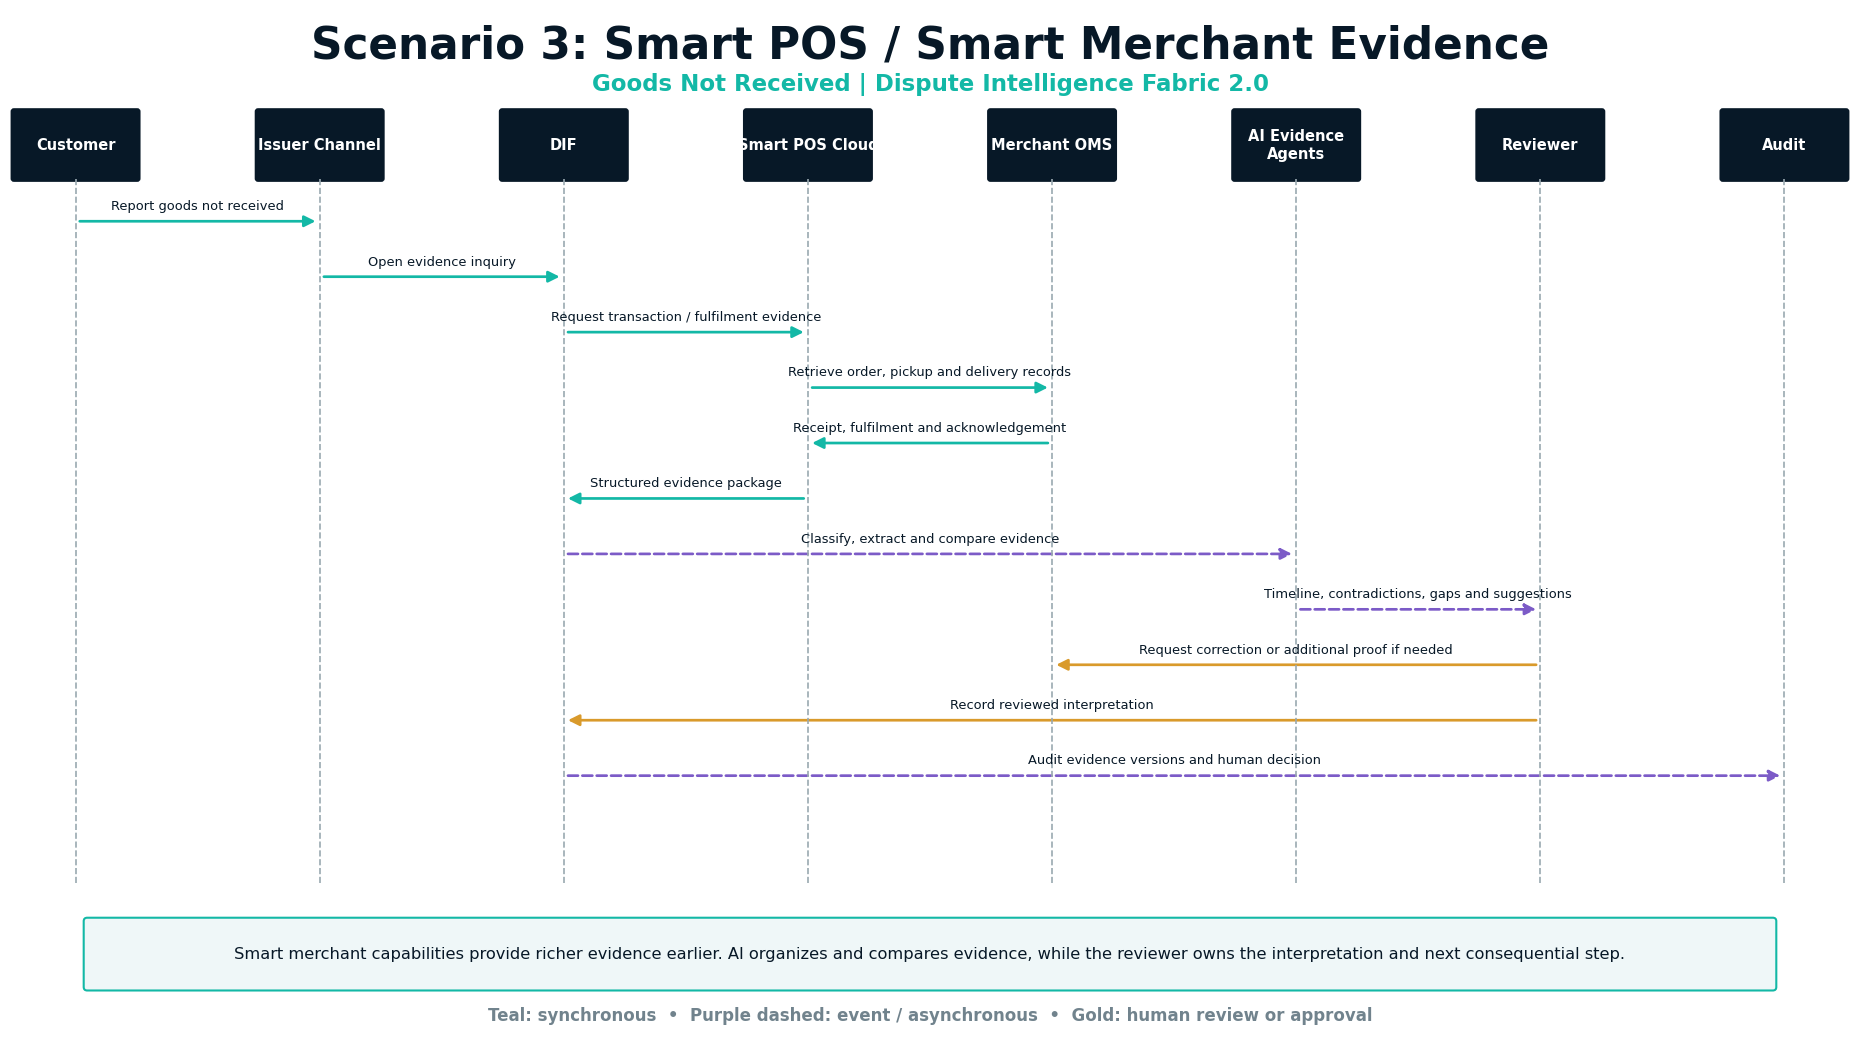 Scenario 3: Smart POS / Smart Merchant Evidence
Goods Not Received | Dispute Intelligence Fabric 2.0
Customer
Issuer Channel
DIF
Smart POS Cloud
Merchant OMS
AI Evidence
Agents
Reviewer
Audit
Report goods not received
Open evidence inquiry
Request transaction / fulfilment evidence
Retrieve order, pickup and delivery records
Receipt, fulfilment and acknowledgement
Structured evidence package
Classify, extract and compare evidence
Timeline, contradictions, gaps and suggestions
Request correction or additional proof if needed
Record reviewed interpretation
Audit evidence versions and human decision
Smart merchant capabilities provide richer evidence earlier. AI organizes and compares evidence, while the reviewer owns the interpretation and next consequential step.
Teal: synchronous • Purple dashed: event / asynchronous • Gold: human review or approval